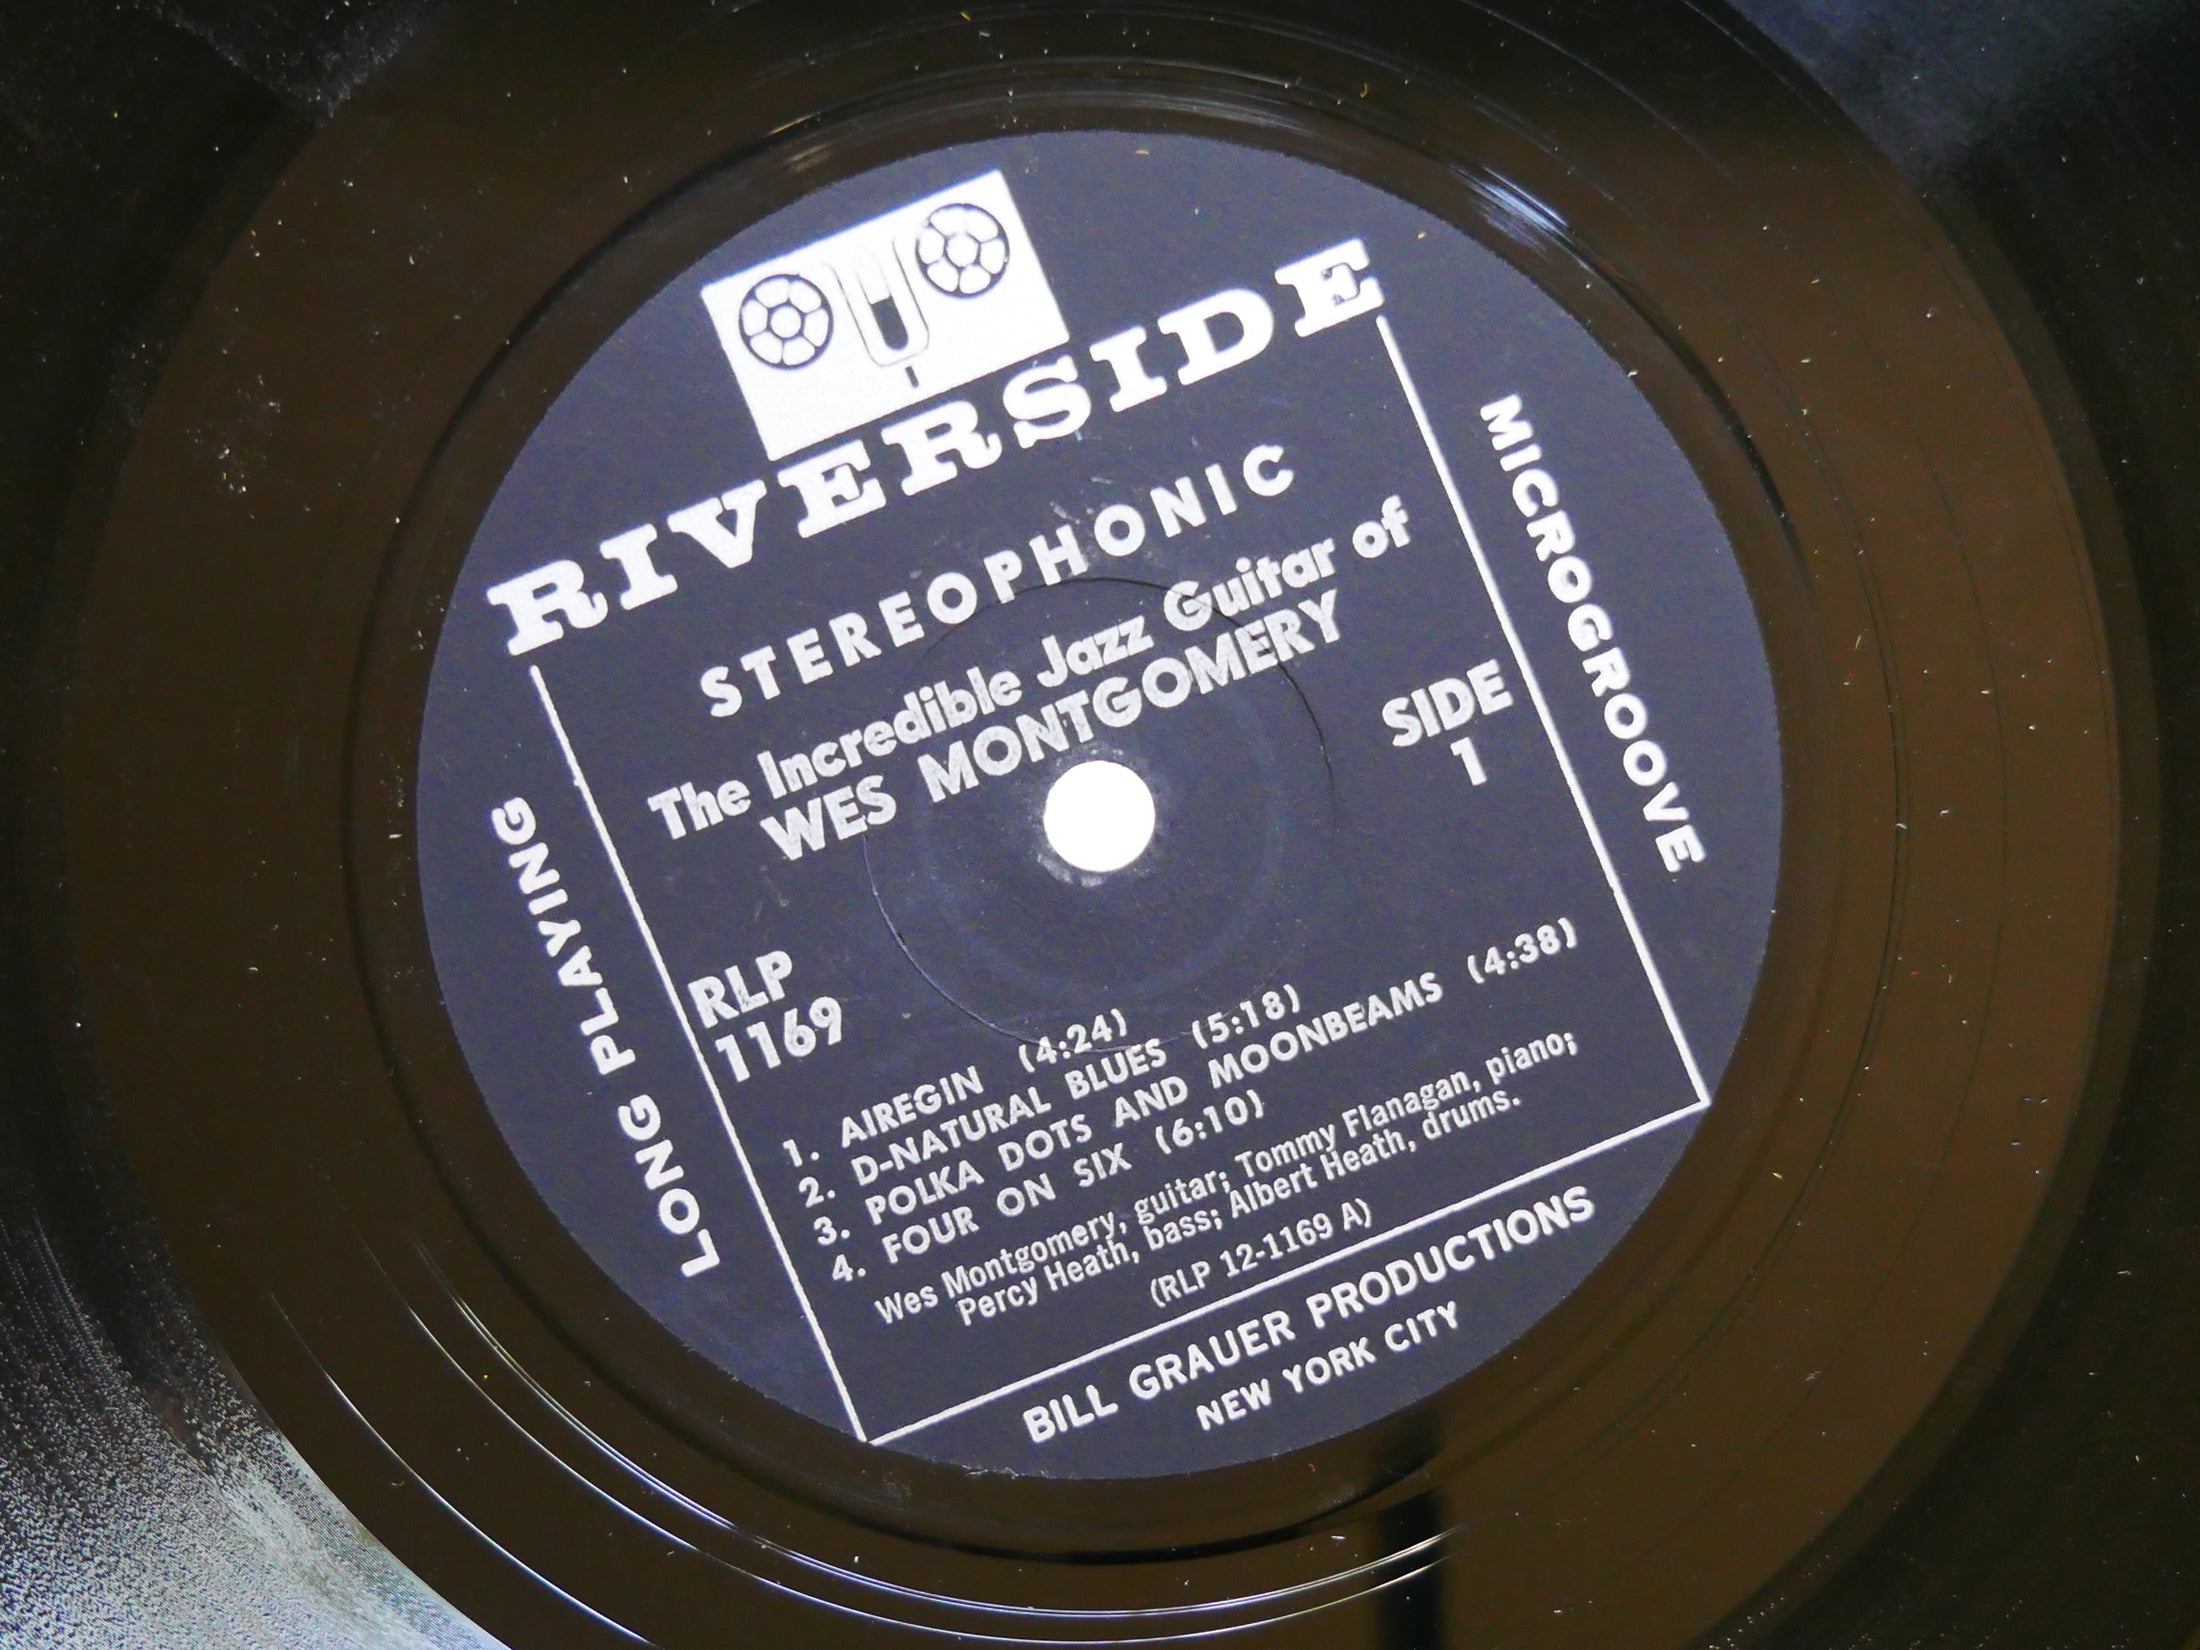 RIVERSIDE
STEREOPHONIC
The Incredible Jazz Guitar of
WES MONTGOMERY
SIDE
1
RLP
1169
1. AIREGIN (4:24)
2. D-NATURAL BLUES (5:18)
3. POLKA DOTS AND MOONBEAMS (4:38)
4. FOUR ON SIX (6:10)
Wes Montgomery, guitar; Tommy Flanagan, piano;
Percy Heath, bass; Albert Heath, drums.
(RLP 12-1169 A)
LONG PLAYING
MICROGROOVE
BILL GRAUER PRODUCTIONS
NEW YORK CITY